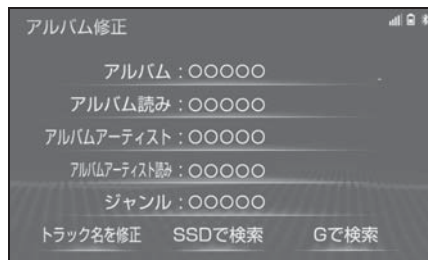 アルバム修正
アルバム：○○○○○
アルバム読み：○○○○○
アルバムアーティスト：○○○○○
アルバムアーティスト読み：○○○○○
ジャンル：○○○○○
トラック名を修正 SSDで検索 Gで検索